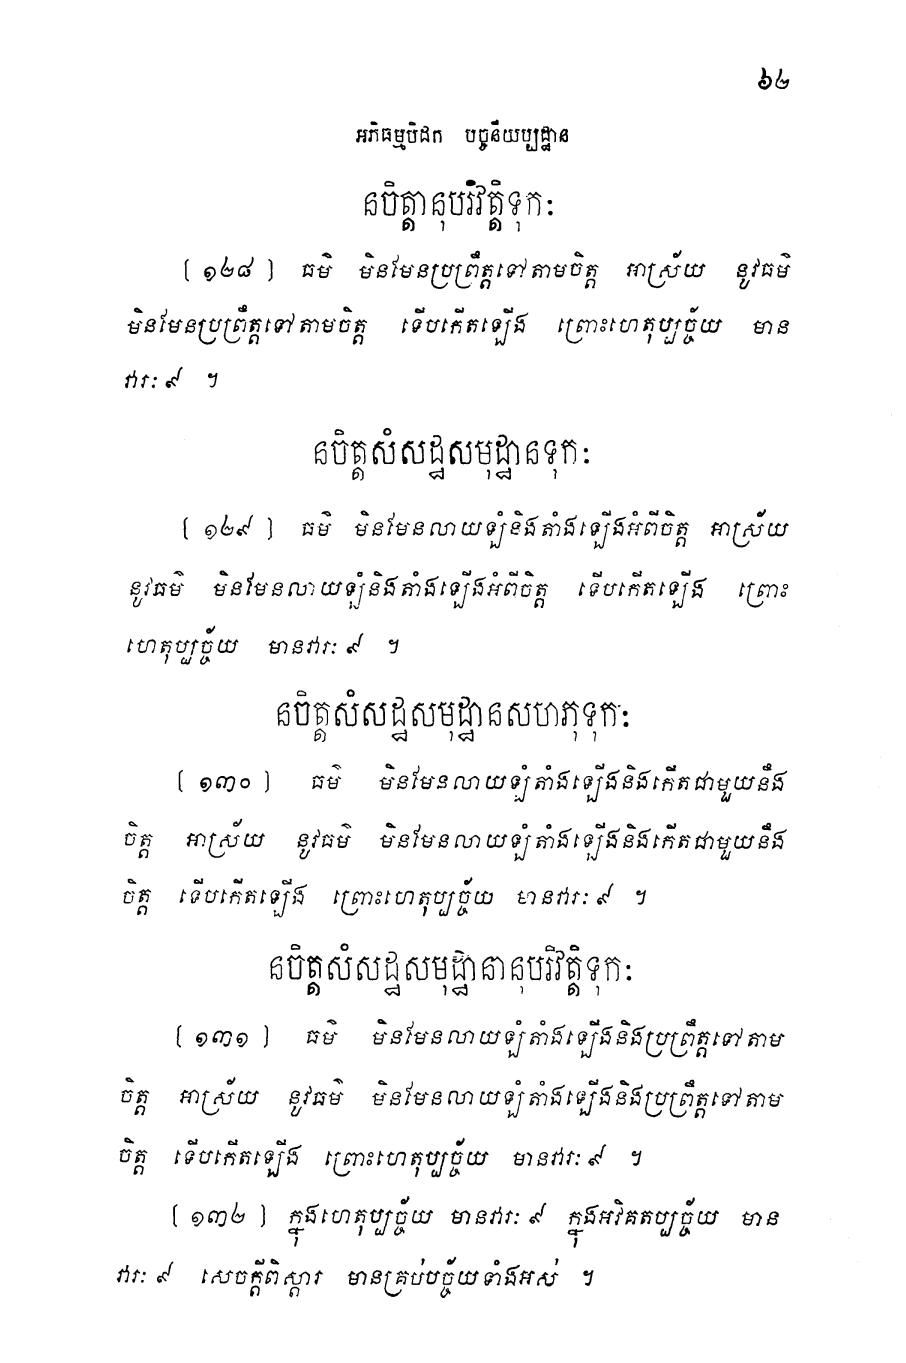 ៦២
អភិធម្មបិដក បច្ចនីយប្បដ្ឋាន
នចិត្តានុបរិវត្តិទុកៈ
[ ១២៨ ] ធម៌ មិនមែនប្រព្រឹត្តទៅតាមចិត្ត អាស្រ័យ នូវធម៌
មិនមែនប្រព្រឹត្តទៅតាមចិត្ត ទើបកើតឡើង ព្រោះហេតុប្បច្ច័យ មាន
វារៈ ៩ ។
នចិត្តសំសដ្ឋសមុដ្ឋានទុកៈ
[ ១២៩ ] ធម៌ មិនមែនលាយឡំនិងតាំងឡើងអំពីចិត្ត អាស្រ័យ
នូវធម៌ មិនមែនលាយឡំនិងតាំងឡើងអំពីចិត្ត ទើបកើតឡើង ព្រោះ
ហេតុប្បច្ច័យ មានវារៈ ៩ ។
នចិត្តសំសដ្ឋសមុដ្ឋានសហភុទុកៈ
[ ១៣០ ] ធម៌ មិនមែនលាយឡំតាំងឡើងនិងកើតជាមួយនឹង
ចិត្ត អាស្រ័យ នូវធម៌ មិនមែនលាយឡំតាំងឡើងនិងកើតជាមួយនឹង
ចិត្ត ទើបកើតឡើង ព្រោះហេតុប្បច្ច័យ មានវារៈ ៩ ។
នចិត្តសំសដ្ឋសមុដ្ឋានានុបរិវត្តិទុកៈ
[ ១៣១ ] ធម៌ មិនមែនលាយឡំតាំងឡើងនិងប្រព្រឹត្តទៅតាម
ចិត្ត អាស្រ័យ នូវធម៌ មិនមែនលាយឡំតាំងឡើងនិងប្រព្រឹត្តទៅតាម
ចិត្ត ទើបកើតឡើង ព្រោះហេតុប្បច្ច័យ មានវារៈ ៩ ។
[ ១៣២ ] ក្នុងហេតុប្បច្ច័យ មានវារៈ ៩ ក្នុងអវិគតប្បច្ច័យ មាន
វារៈ ៩ សេចក្តីពិស្តារ មានគ្រប់បច្ច័យទាំងអស់ ។